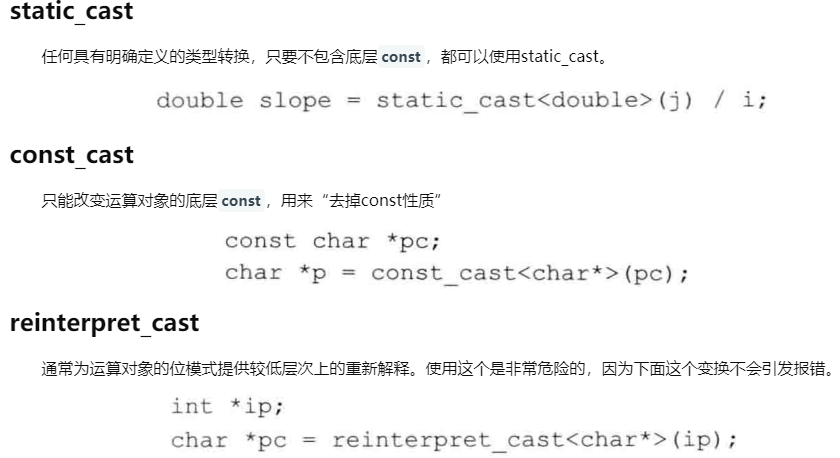 static_cast
任何具有明确定义的类型转换，只要不包含底层 const ，都可以使用static_cast。
double slope = static_cast<double>(j) / i;
const_cast
只能改变运算对象的底层 const ，用来“去掉const性质”
const char *pc;
char *p = const_cast<char*>(pc);
reinterpret_cast
通常为运算对象的位模式提供较低层次上的重新解释。使用这个是非常危险的，因为下面这个变换不会引发报错。
int *ip;
char *pc = reinterpret_cast<char*>(ip);